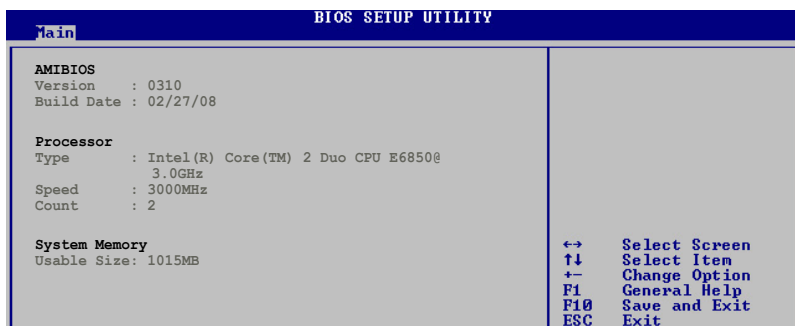 BIOS SETUP UTILITY
Main
AMIBIOS
Version : 0310
Build Date : 02/27/08
Processor
Type : Intel(R) Core(TM) 2 Duo CPU E6850@
3.0GHz
Speed : 3000MHz
Count : 2
System Memory
Usable Size: 1015MB
←→ Select Screen
↑↓ Select Item
+- Change Option
F1 General Help
F10 Save and Exit
ESC Exit